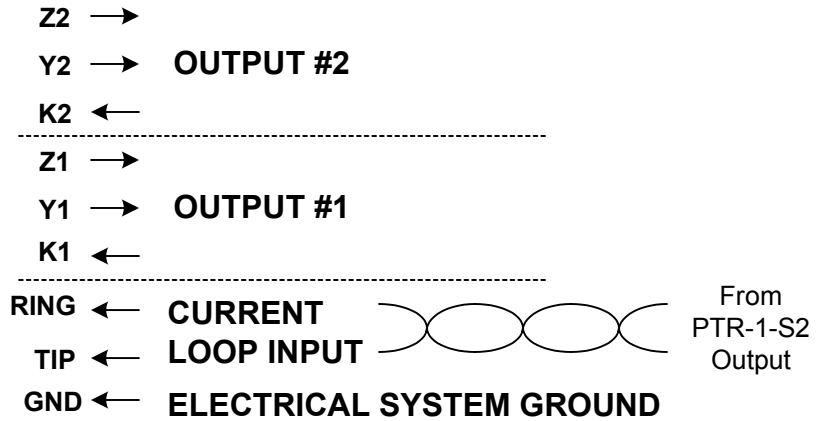 Z2
Y2 OUTPUT #2
K2
Z1
Y1 OUTPUT #1
K1
RING CURRENT
TIP LOOP INPUT
From
PTR-1-S2
Output
GND ELECTRICAL SYSTEM GROUND